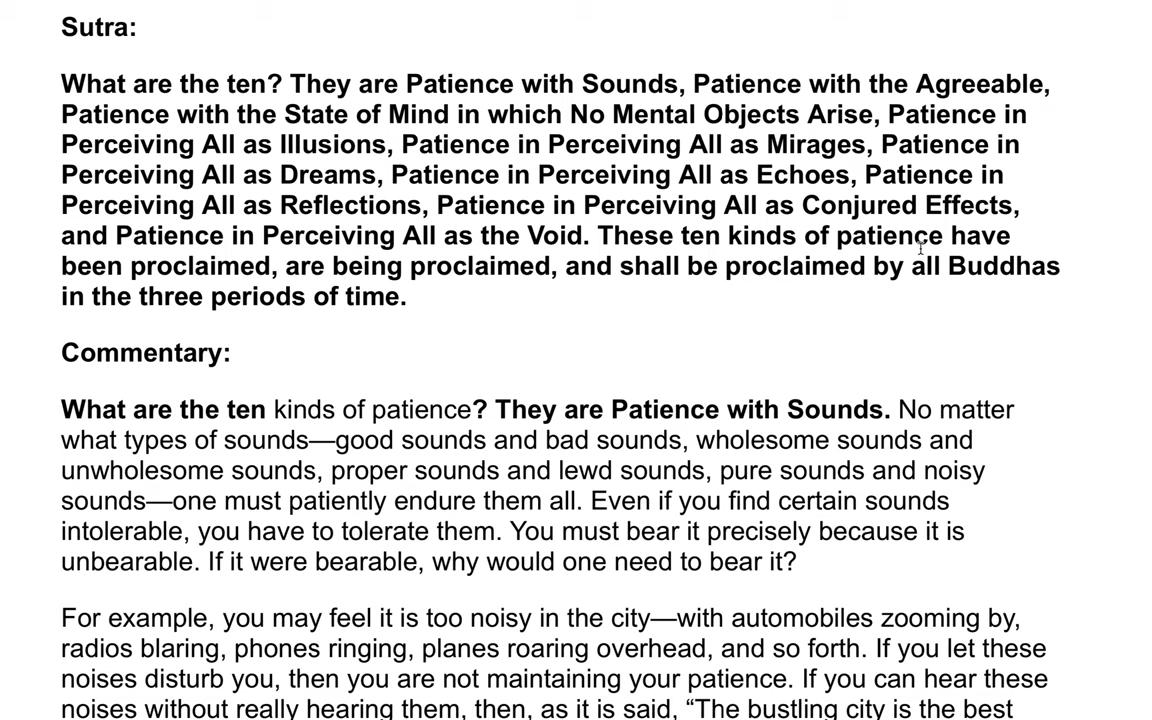 Sutra:
What are the ten? They are Patience with Sounds, Patience with the Agreeable,
Patience with the State of Mind in which No Mental Objects Arise, Patience in
Perceiving All as Illusions, Patience in Perceiving All as Mirages, Patience in
Perceiving All as Dreams, Patience in Perceiving All as Echoes, Patience in
Perceiving All as Reflections, Patience in Perceiving All as Conjured Effects,
and Patience in Perceiving All as the Void. These ten kinds of patience have
been proclaimed, are being proclaimed, and shall be proclaimed by all Buddhas
in the three periods of time.
Commentary:
What are the ten kinds of patience? They are Patience with Sounds. No matter
what types of sounds—good sounds and bad sounds, wholesome sounds and
unwholesome sounds, proper sounds and lewd sounds, pure sounds and noisy
sounds—one must patiently endure them all. Even if you find certain sounds
intolerable, you have to tolerate them. You must bear it precisely because it is
unbearable. If it were bearable, why would one need to bear it?
For example, you may feel it is too noisy in the city—with automobiles zooming by,
radios blaring, phones ringing, planes roaring overhead, and so forth. If you let these
noises disturb you, then you are not maintaining your patience. If you can hear these
noises without really hearing them, then, as it is said, “The bustling city is the best